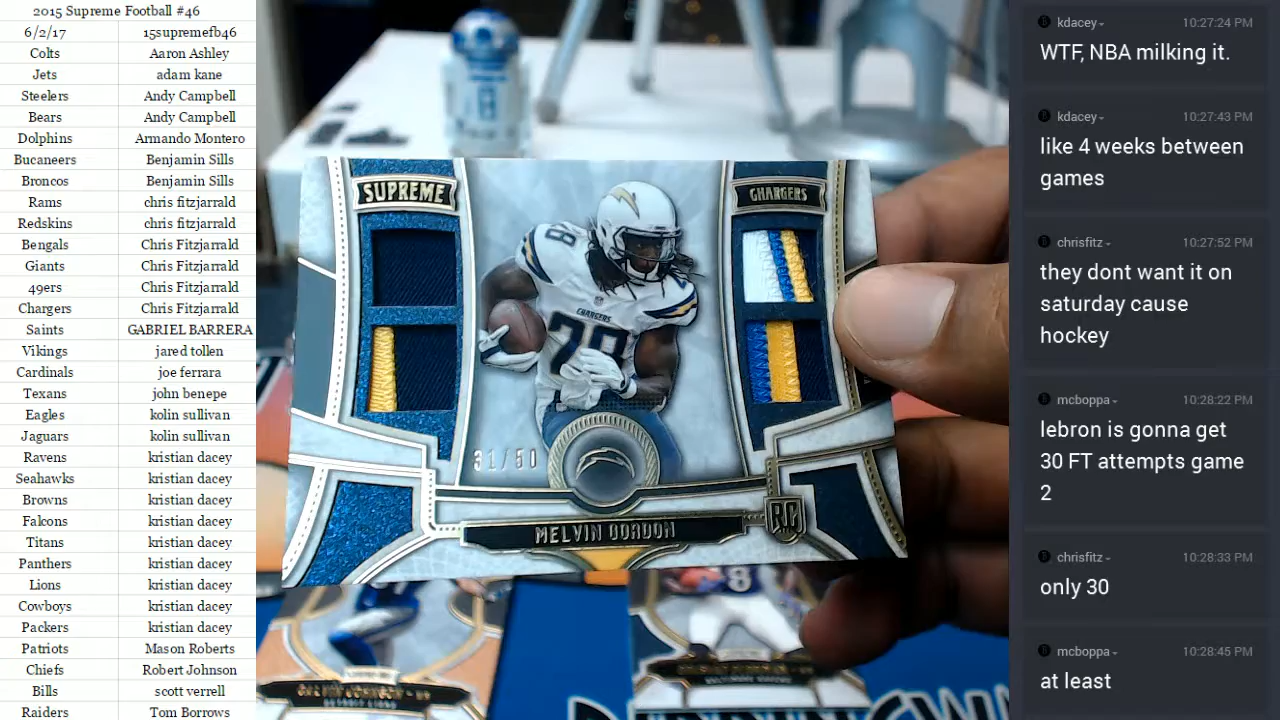 2015 Supreme Football #46
6/2/17 15supremefb46
Colts Aaron Ashley
Jets adam kane
Steelers Andy Campbell
Bears Andy Campbell
Dolphins Armando Montero
Bucaneers Benjamin Sills
Broncos Benjamin Sills
Rams chris fitzjarrald
Redskins chris fitzjarrald
Bengals Chris Fitzjarrald
Giants Chris Fitzjarrald
49ers Chris Fitzjarrald
Chargers Chris Fitzjarrald
Saints GABRIEL BARRERA
Vikings jared tollen
Cardinals joe ferrara
Texans john benepe
Eagles kolin sullivan
Jaguars kolin sullivan
Ravens kristian dacey
Seahawks kristian dacey
Browns kristian dacey
Falcons kristian dacey
Titans kristian dacey
Panthers kristian dacey
Lions kristian dacey
Cowboys kristian dacey
Packers kristian dacey
Patriots Mason Roberts
Chiefs Robert Johnson
Bills scott verrell
Raiders Tom Borrows
SUPREME
CHARGERS
28
CHARGERS
28
31/50
MELVIN GORDON
RC
CALVIN JOHNSON
DETROIT LIONS
kdacey 10:27:24 PM
WTF, NBA milking it.
kdacey 10:27:43 PM
like 4 weeks between
games
chrisfitz 10:27:52 PM
they dont want it on
saturday cause
hockey
mcboppa 10:28:22 PM
lebron is gonna get
30 FT attempts game
2
chrisfitz 10:28:33 PM
only 30
mcboppa 10:28:45 PM
at least